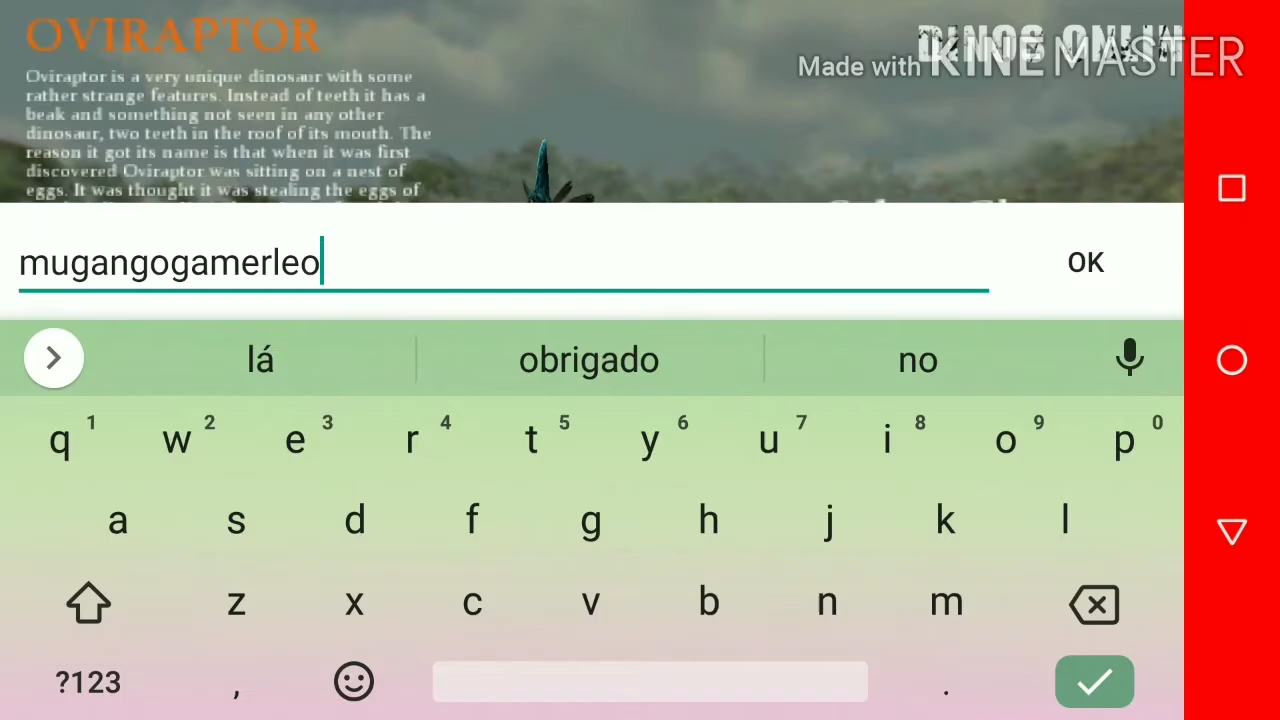 OVIRAPTOR
Oviraptor is a very unique dinosaur with some
rather strange features. Instead of teeth it has a
beak and something not seen in any other
dinosaur, two teeth in the roof of its mouth. The
reason it got its name is that when it was first
discovered Oviraptor was sitting on a nest of
eggs. It was thought it was stealing the eggs of
DINOS ONLIN
Made with KINEMASTER
mugangogamerleo
OK
lá obrigado no
q 1 w 2 e 3 r 4 t 5 y 6 u 7 i 8 o 9 p 0
a s d f g h j k l
z x c v b n m
?123 , .